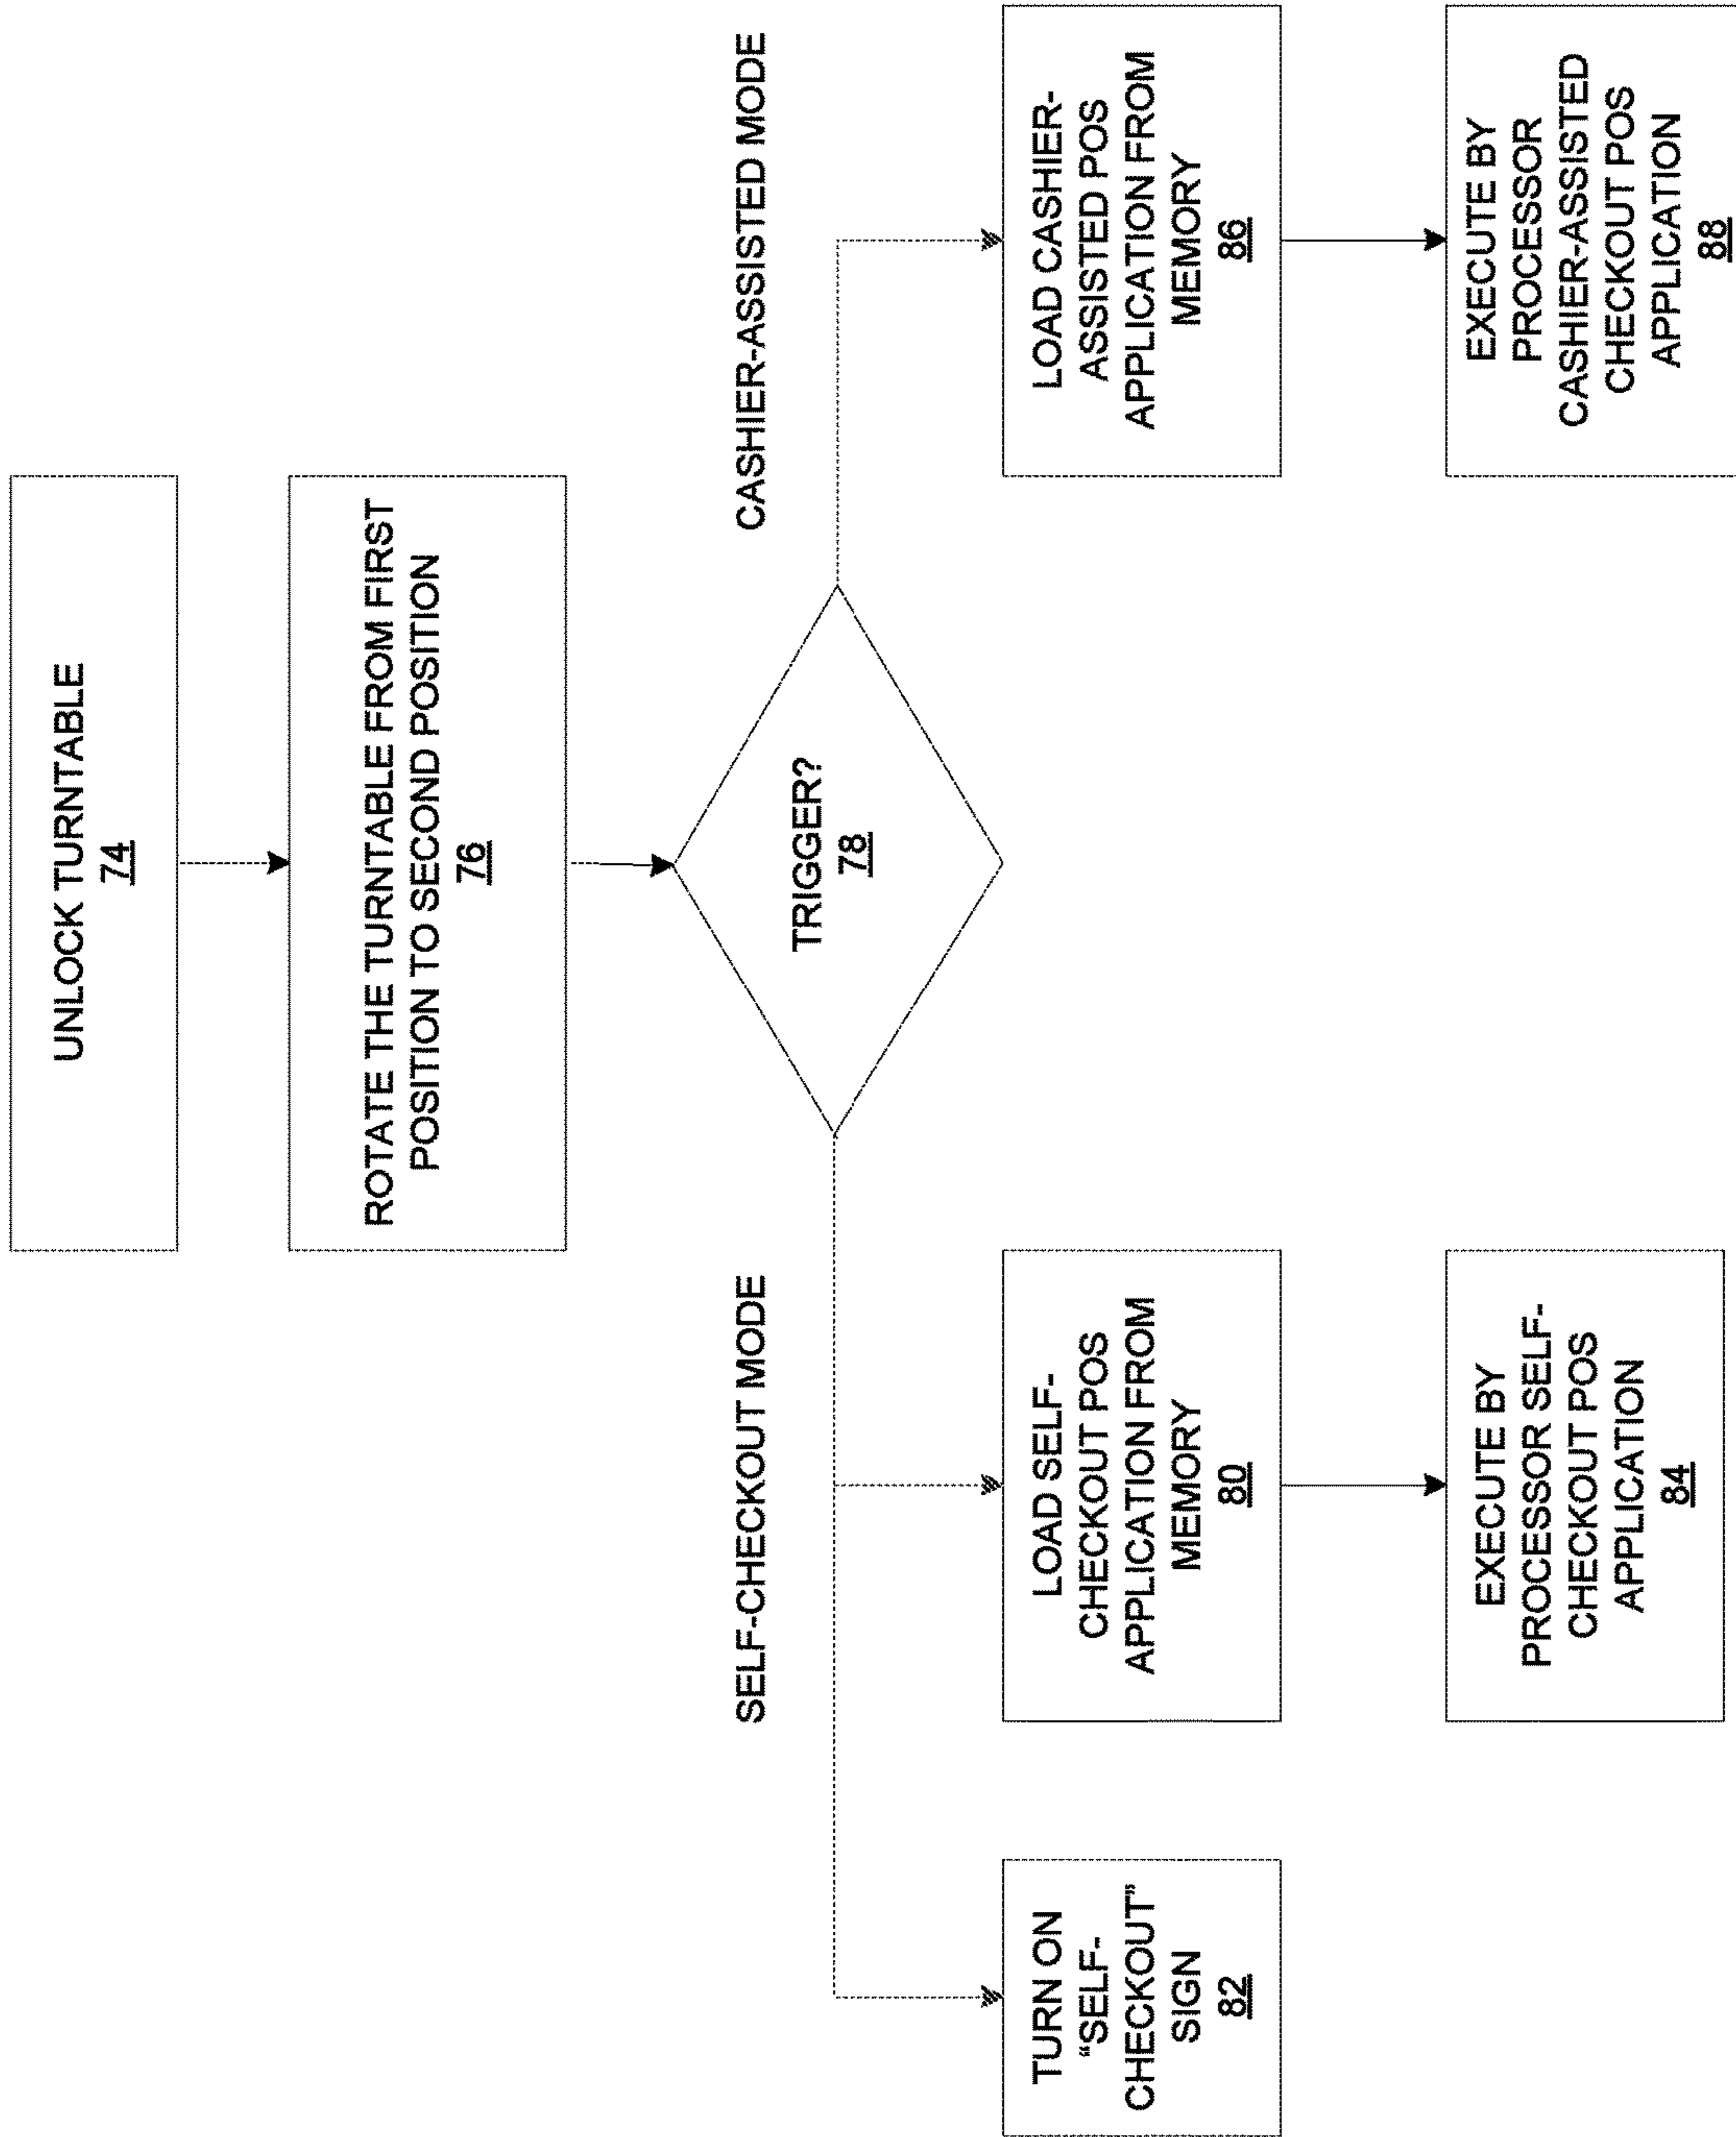 UNLOCK TURNTABLE
74
ROTATE THE TURNTABLE FROM FIRST
POSITION TO SECOND POSITION
76
TRIGGER?
78
SELF-CHECKOUT MODE
CASHIER-ASSISTED MODE
TURN ON
“SELF-
CHECKOUT”
SIGN
82
LOAD SELF-
CHECKOUT POS
APPLICATION FROM
MEMORY
80
LOAD CASHIER-
ASSISTED POS
APPLICATION FROM
MEMORY
86
EXECUTE BY
PROCESSOR SELF-
CHECKOUT POS
APPLICATION
84
EXECUTE BY
PROCESSOR
CASHIER-ASSISTED
CHECKOUT POS
APPLICATION
88